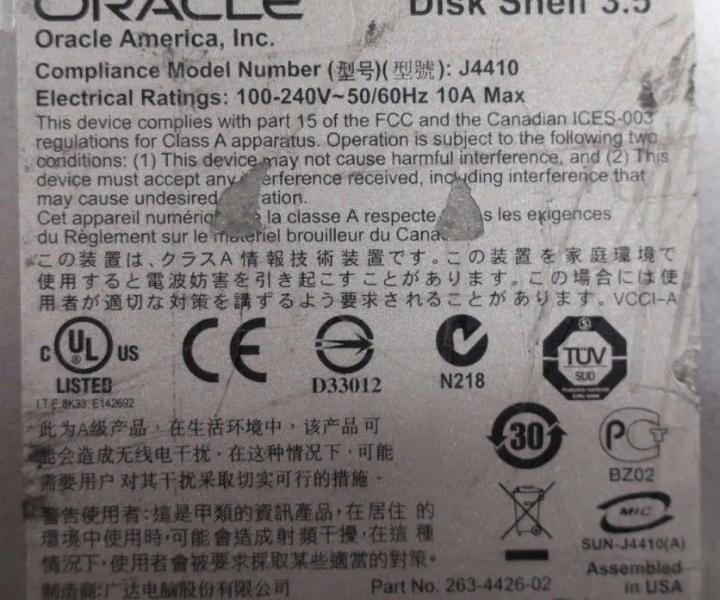 ORACLE Disk Shelf 3.5
Oracle America, Inc.
Compliance Model Number (型号)(型號): J4410
Electrical Ratings: 100-240V~50/60Hz 10A Max
This device complies with part 15 of the FCC and the Canadian ICES-003
regulations for Class A apparatus. Operation is subject to the following two
conditions: (1) This device may not cause harmful interference, and (2) This
device must accept any erference received, including interference that
may cause undesired ation.
Cet appareil numériq la classe A respecte s les exigences
du Règlement sur le matériel brouilleur du Cana
この装置は、クラスA情報技術装置です。この装置を家庭環境で
使用すると電波妨害を引き起こすことがあります。この場合には使
用者が適切な対策を講ずるよう要求されることがあります。VCCI-A
C UL US
LISTED
I.T.E.8K33 E142692
CE
D33012
N218
S
TÜV
SÜD
此为A级产品，在生活环境中，该产品可
能会造成无线电干扰。在这种情况下，可能
需要用户对其干扰采取切实可行的措施。
30
PCT
BZ02
警告使用者:這是甲類的資訊產品,在居住的
環境中使用時,可能會造成射頻干擾,在這種
情況下,使用者會被要求採取某些適當的對策。
MIC
SUN-J4410(A)
Assembled
in USA
制造商:广达电脑股份有限公司
Part No. 263-4426-02